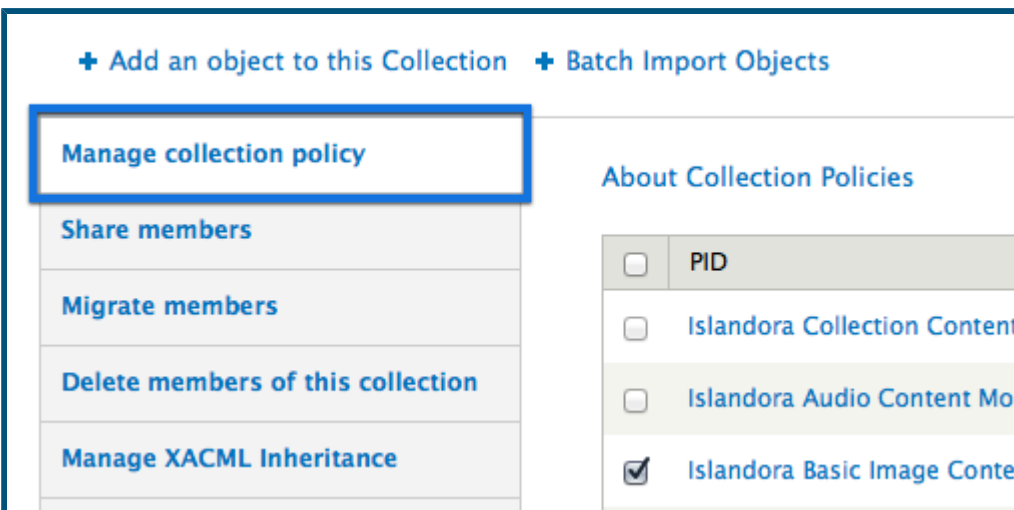 + Add an object to this Collection + Batch Import Objects
Manage collection policy
Share members
Migrate members
Delete members of this collection
Manage XACML Inheritance
About Collection Policies
PID
Islandora Collection Content
Islandora Audio Content Mo
Islandora Basic Image Conte